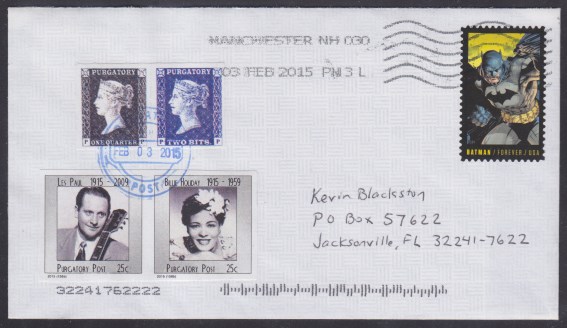 MANCHESTER NH 030
03 FEB 2015 PM 3 L
PURGATORY
P P
ONE QUARTER
PURGATORY
P P
TWO BITS
FEB 03 2015
POST
BATMAN / FOREVER / USA
LES PAUL 1915 - 2009
PURGATORY POST 25c
BILLIE HOLIDAY 1915 - 1959
PURGATORY POST 25c
Kevin Blackston
PO Box 57622
Jacksonville, FL 32241-7622
32241762222